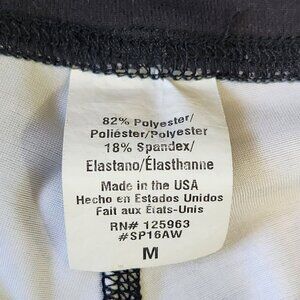 82% Polyester/
Poliéster/Polyester
18% Spandex/
Elastano/Élasthanne
Made in the USA
Hecho en Estados Unidos
Fait aux États-Unis
RN# 125963
#SP16AW
M